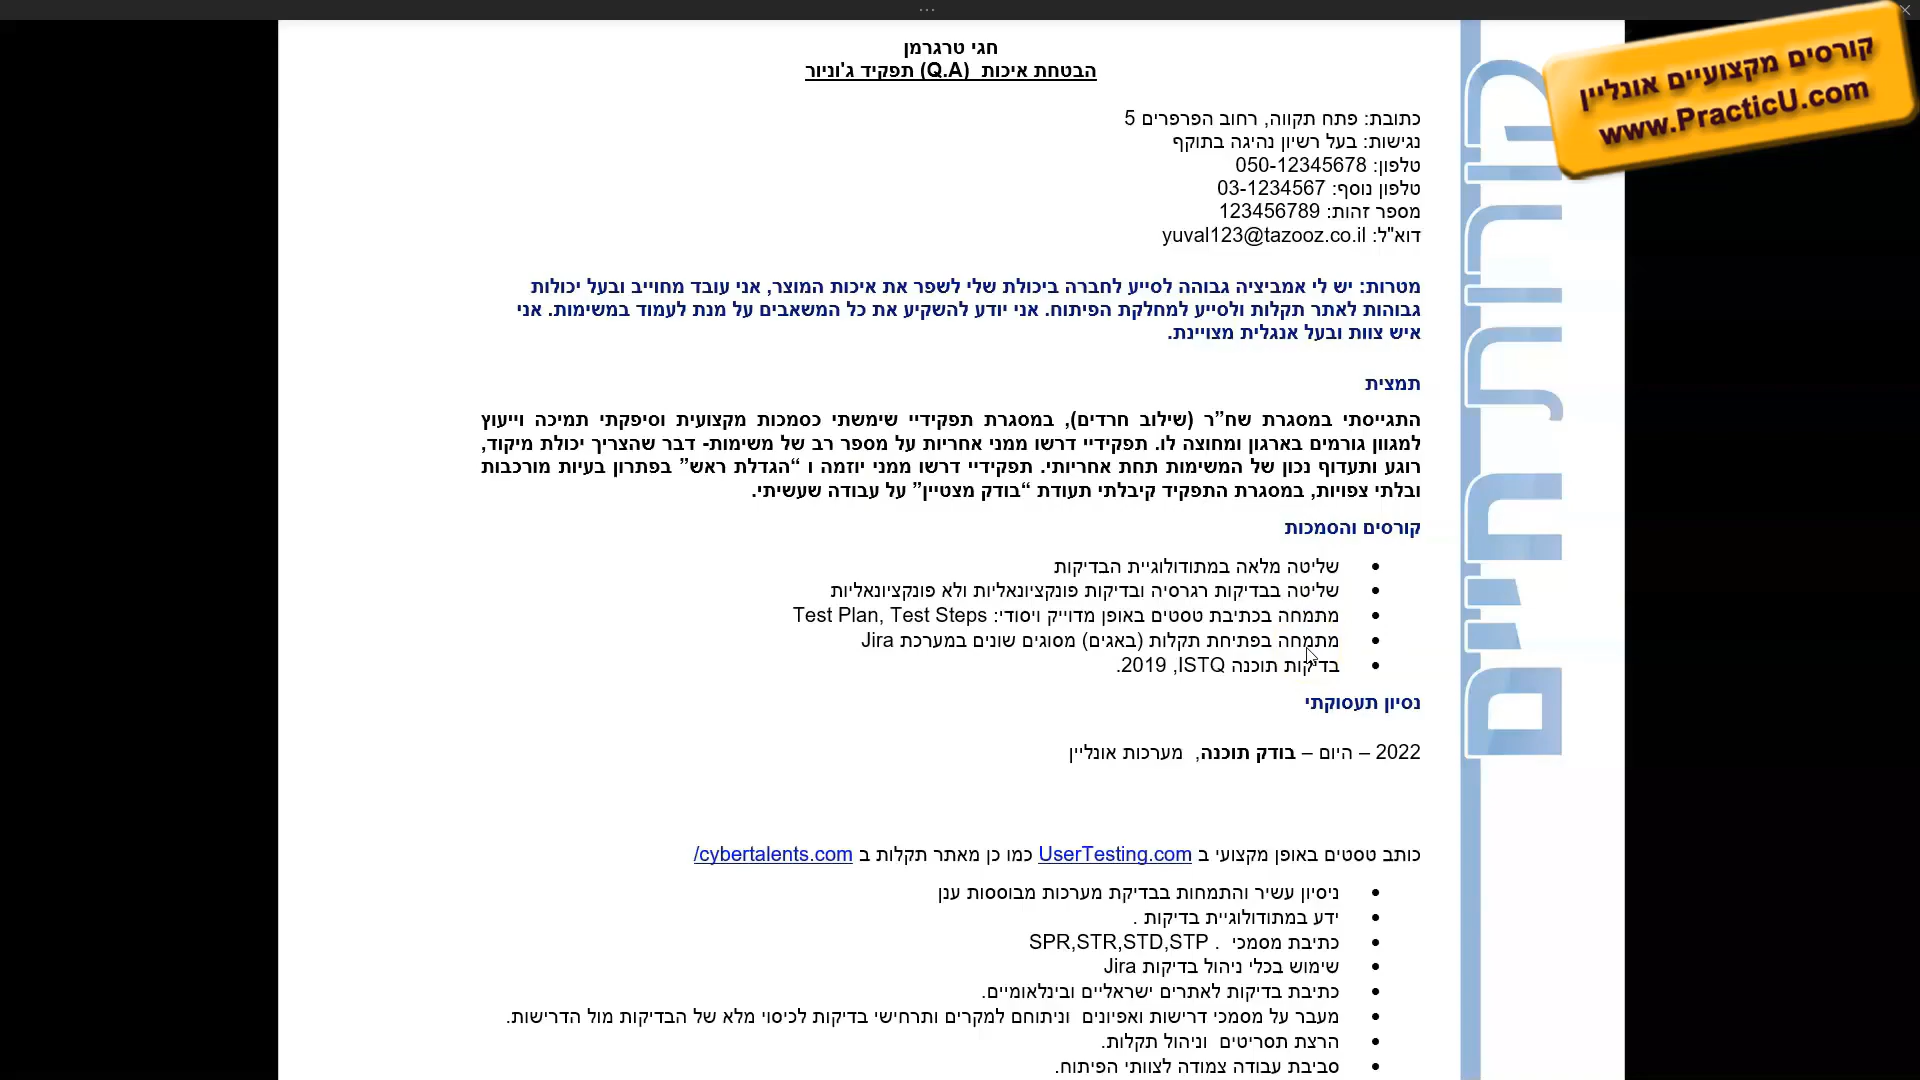 קורסים מקצועיים אונליין
www.PracticU.com
קורות חיים
חגי טרגרמן
הבטחת איכות (Q.A) תפקיד ג'וניור
כתובת: פתח תקווה, רחוב הפרפרים 5
נגישות: בעל רשיון נהיגה בתוקף
טלפון: 050-12345678
טלפון נוסף: 03-1234567
מספר זהות: 123456789
דוא"ל: yuval123@tazooz.co.il
מטרות: יש לי אמביציה גבוהה לסייע לחברה ביכולת שלי לשפר את איכות המוצר, אני עובד מחוייב ובעל יכולות
גבוהות לאתר תקלות ולסייע למחלקת הפיתוח. אני יודע להשקיע את כל המשאבים על מנת לעמוד במשימות. אני
איש צוות ובעל אנגלית מצויינת.
תמצית
התגייסתי במסגרת שח”ר (שילוב חרדים), במסגרת תפקידיי שימשתי כסמכות מקצועית וסיפקתי תמיכה וייעוץ
למגוון גורמים בארגון ומחוצה לו. תפקידיי דרשו ממני אחריות על מספר רב של משימות- דבר שהצריך יכולת מיקוד,
רוגע ותעדוף נכון של המשימות תחת אחריותי. תפקידיי דרשו ממני יוזמה ו “הגדלת ראש” בפתרון בעיות מורכבות
ובלתי צפויות, במסגרת התפקיד קיבלתי תעודת “בודק מצטיין” על עבודה שעשיתי.
קורסים והסמכות
• שליטה מלאה במתודולוגיית הבדיקות
• שליטה בבדיקות רגרסיה ובדיקות פונקציונאליות ולא פונקציונאליות
• מתמחה בכתיבת טסטים באופן מדוייק ויסודי: Test Plan, Test Steps
• מתמחה בפתיחת תקלות (באגים) מסוגים שונים במערכת Jira
• בדיקות תוכנה ISTQ, 2019.
נסיון תעסוקתי
2022 – היום – בודק תוכנה, מערכות אונליין
כותב טסטים באופן מקצועי ב UserTesting.com כמו כן מאתר תקלות ב cybertalents.com/
• ניסיון עשיר והתמחות בבדיקת מערכות מבוססות ענן
• ידע במתודולוגיית בדיקות .
• כתיבת מסמכי . SPR,STR,STD,STP
• שימוש בכלי ניהול בדיקות Jira
• כתיבת בדיקות לאתרים ישראליים ובינלאומיים.
• מעבר על מסמכי דרישות ואפיונים וניתוחם למקרים ותרחישי בדיקות לכיסוי מלא של הבדיקות מול הדרישות.
• הרצת תסריטים וניהול תקלות.
• סביבת עבודה צמודה לצוותי הפיתוח.